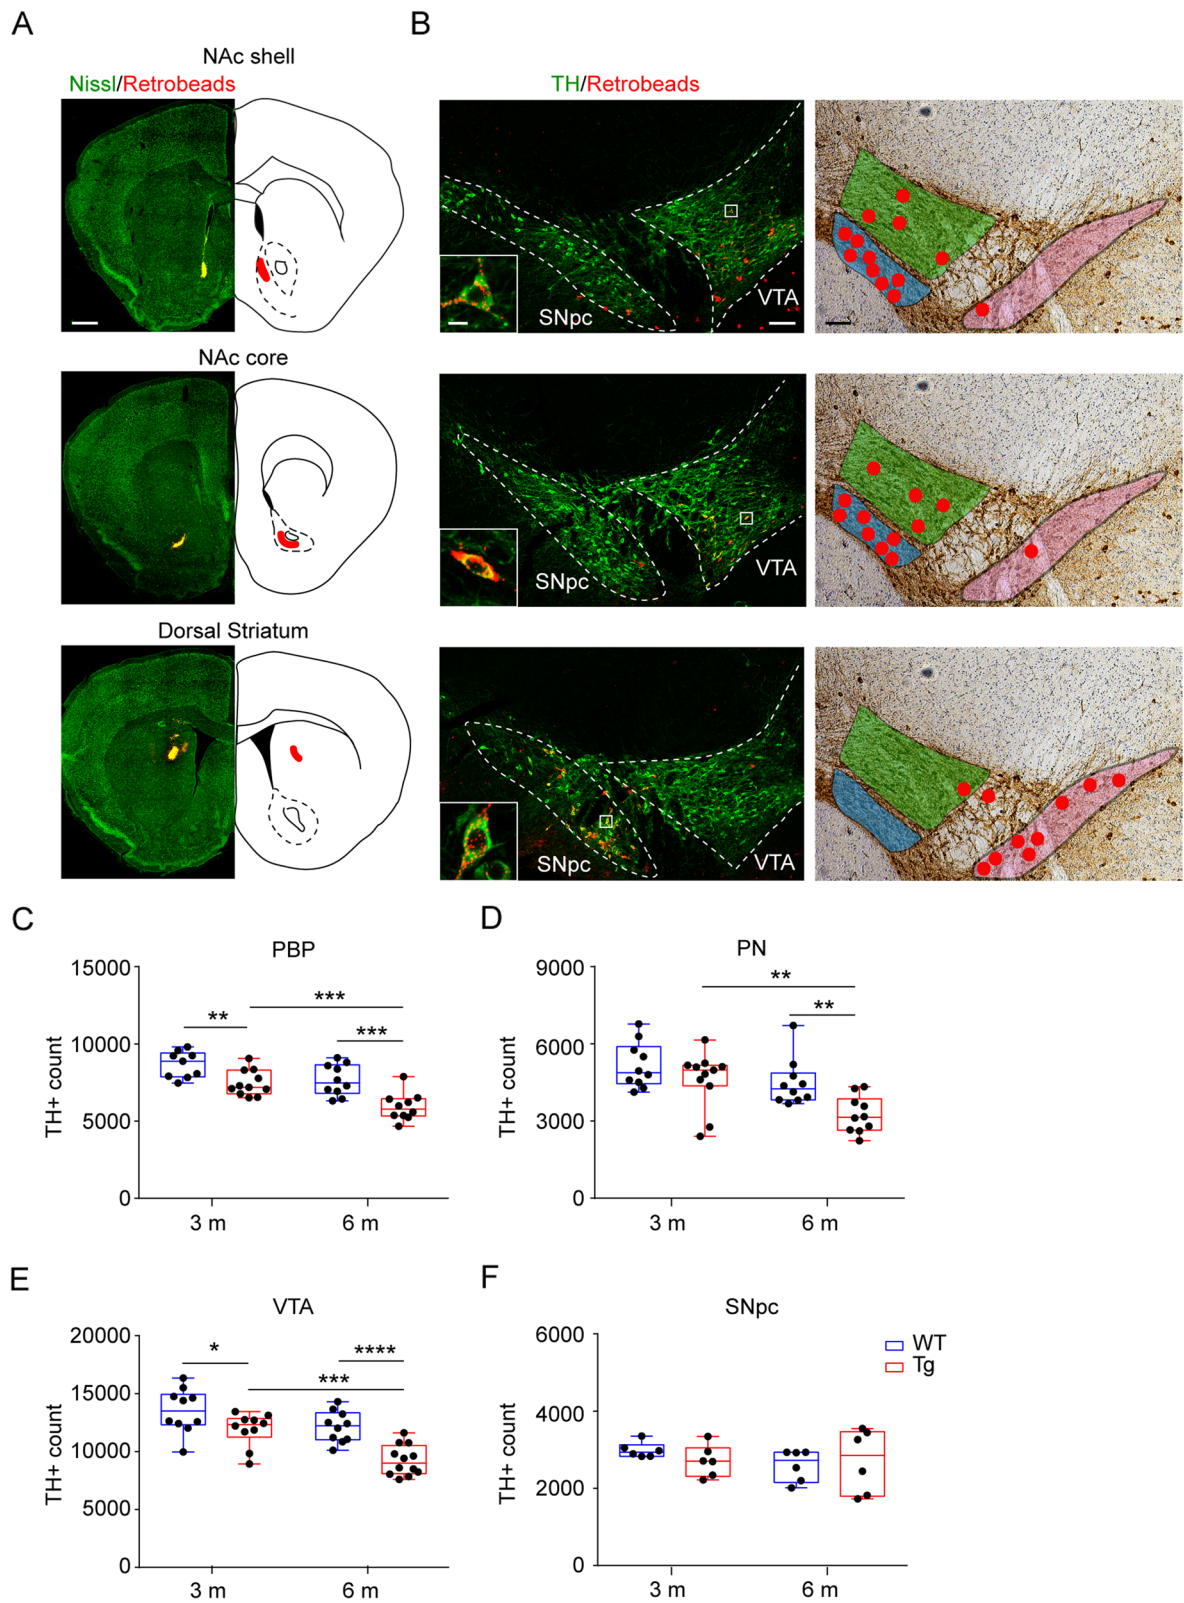 A
B
NAc shell
Nissl/Retrobeads
TH/Retrobeads
SNpc
VTA
NAc core
SNpc
VTA
Dorsal Striatum
SNpc
VTA
C
D
PBP
PN
15000
10000
5000
0
TH+ count
**
***
***
3 m
6 m
9000
6000
3000
0
TH+ count
**
**
3 m
6 m
E
F
VTA
SNpc
20000
15000
10000
5000
0
TH+ count
*
****
***
3 m
6 m
6000
4000
2000
0
TH+ count
WT
Tg
3 m
6 m